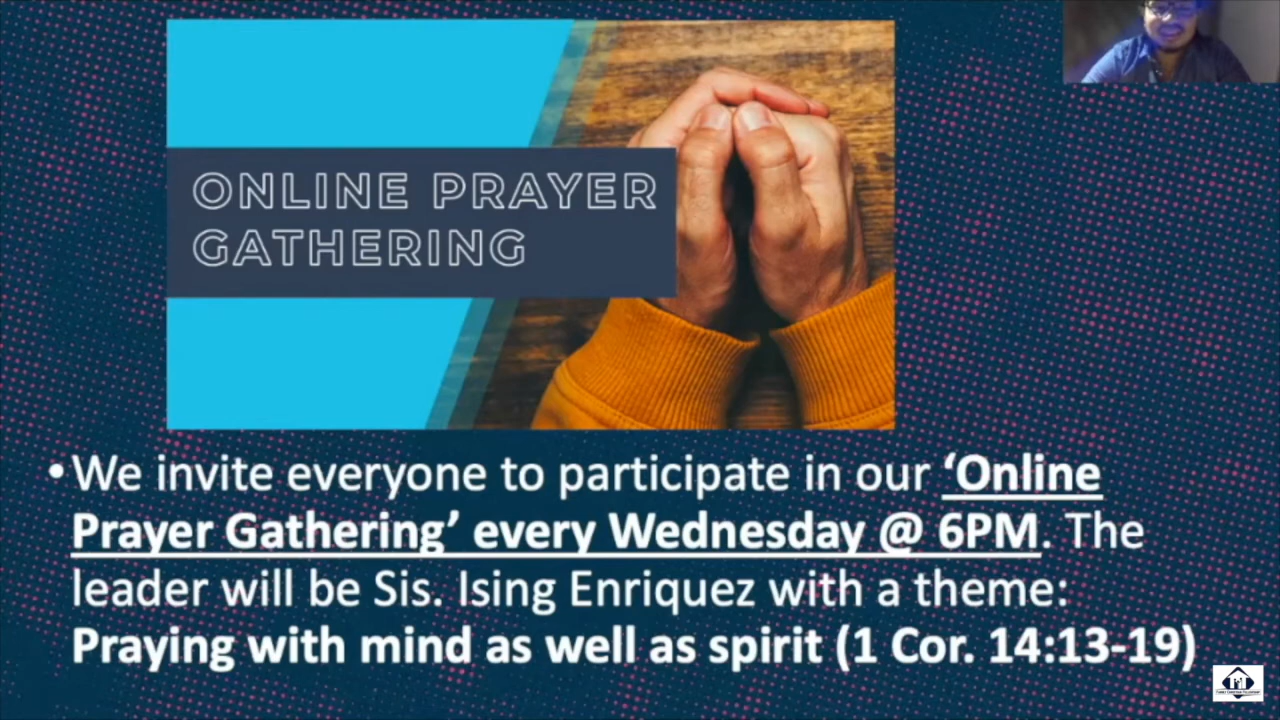 ONLINE PRAYER
GATHERING
•We invite everyone to participate in our ‘Online
Prayer Gathering’ every Wednesday @ 6PM. The
leader will be Sis. Ising Enriquez with a theme:
Praying with mind as well as spirit (1 Cor. 14:13-19)